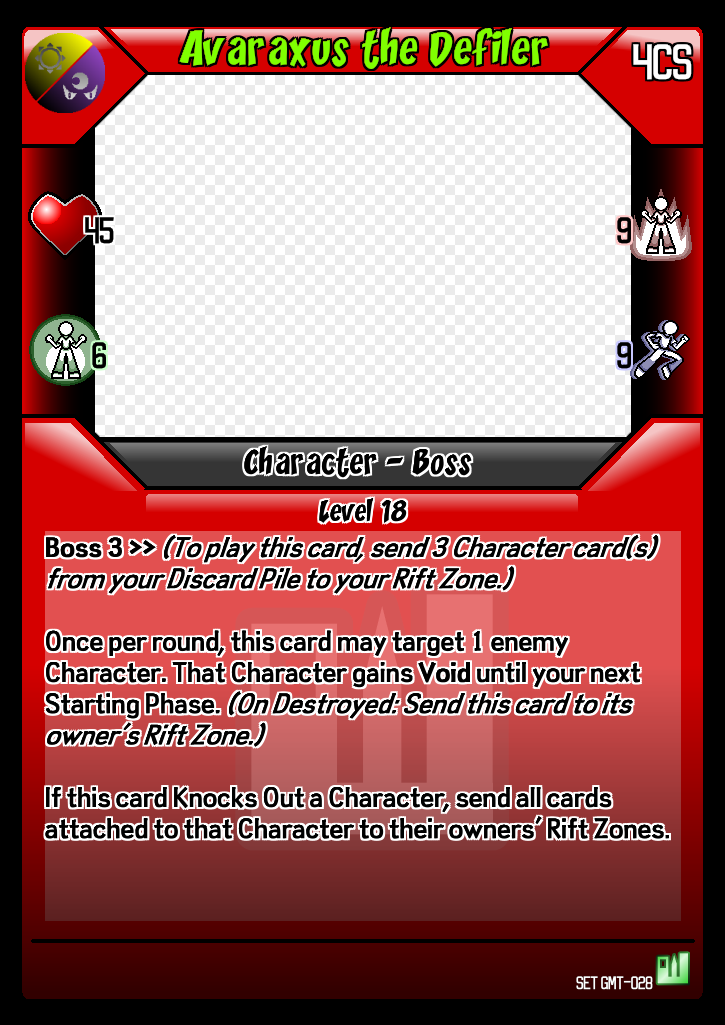 Avaraxus the Defiler
4CS
45
9
6
9
Character - Boss
Level 18
Boss 3 >> (To play this card, send 3 Character card(s)
from your Discard Pile to your Rift Zone.)
Once per round, this card may target 1 enemy
Character. That Character gains Void until your next
Starting Phase. (On Destroyed: Send this card to its
owner's Rift Zone.)
If this card Knocks Out a Character, send all cards
attached to that Character to their owners' Rift Zones.
SET GMT-028